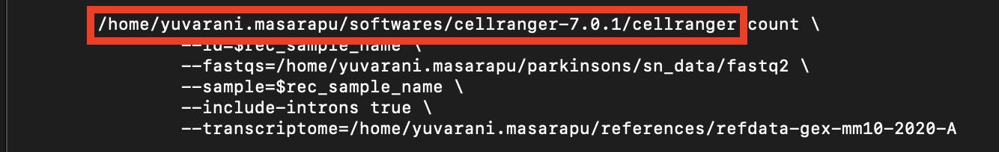 /home/yuvarani.masarapu/softwares/cellranger-7.0.1/cellranger count \
--id=$rec_sample_name \
--fastqs=/home/yuvarani.masarapu/parkinsons/sn_data/fastq2 \
--sample=$rec_sample_name \
--include-introns true \
--transcriptome=/home/yuvarani.masarapu/references/refdata-gex-mm10-2020-A